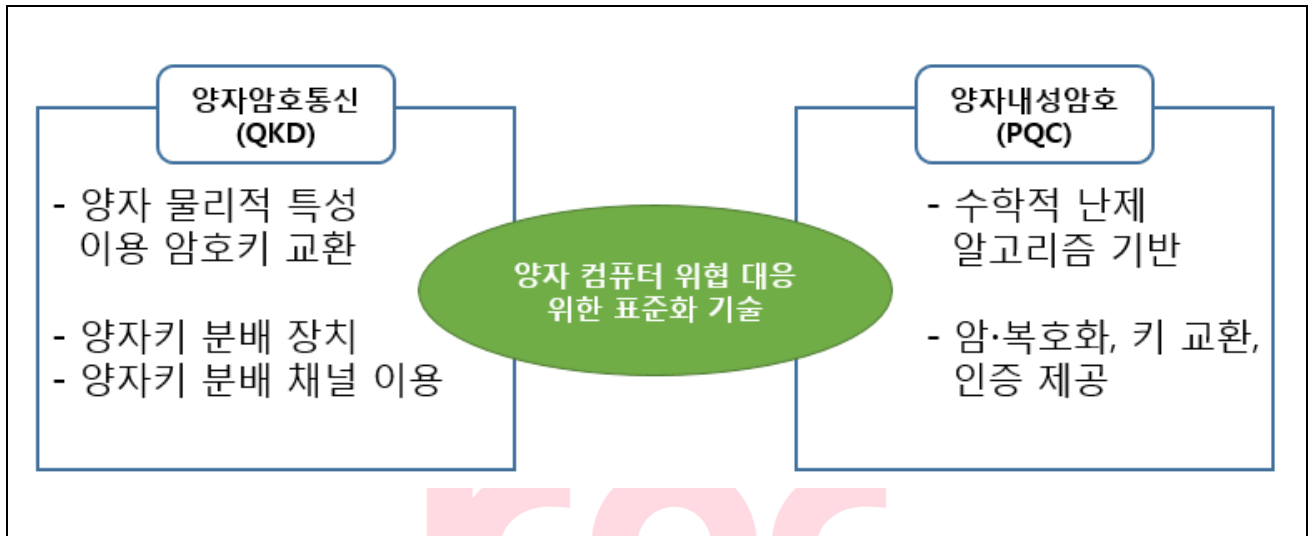 양자암호통신
(QKD)
- 양자 물리적 특성
이용 암호키 교환
- 양자키 분배 장치
- 양자키 분배 채널 이용
양자 컴퓨터 위협 대응
위한 표준화 기술
양자내성암호
(PQC)
- 수학적 난제
알고리즘 기반
- 암·복호화, 키 교환,
인증 제공